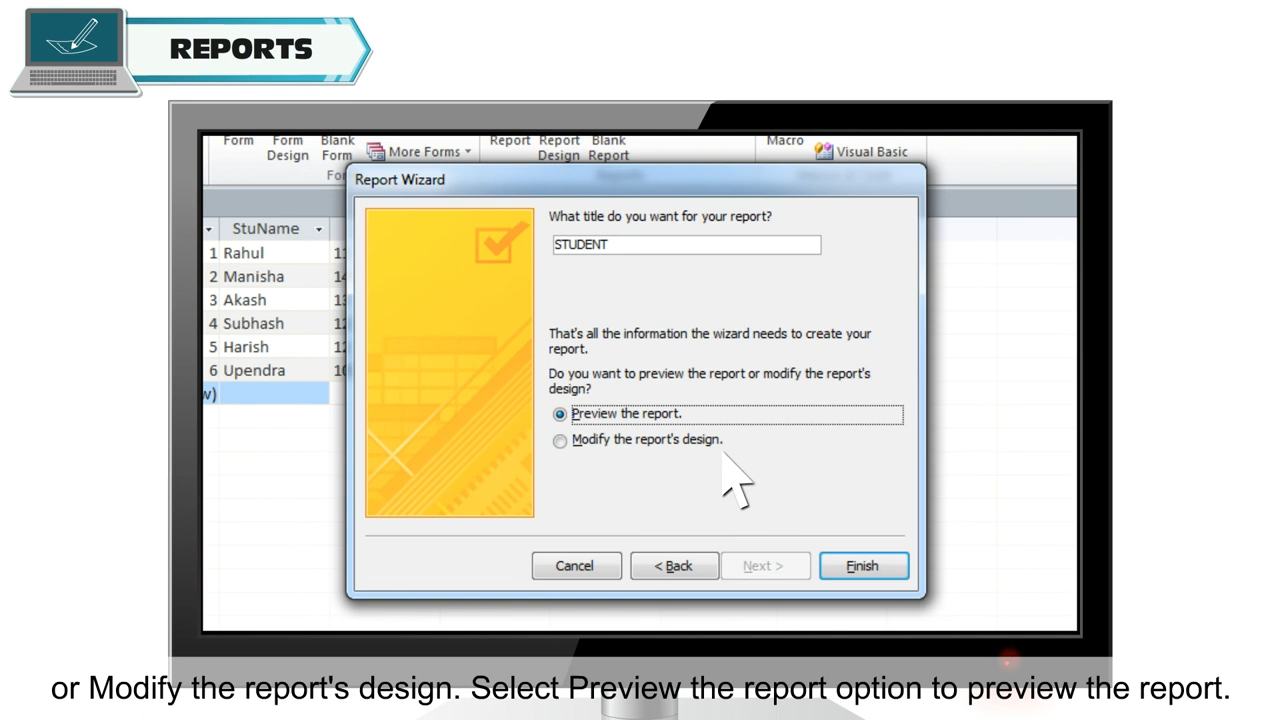 REPORTS
Form Form Design Blank Form More Forms Report Report Design Blank Report Macro Visual Basic
Report Wizard
What title do you want for your report?
STUDENT
StuName
1 Rahul
2 Manisha
3 Akash
4 Subhash
5 Harish
6 Upendra
That's all the information the wizard needs to create your
report.
Do you want to preview the report or modify the report's
design?
Preview the report.
Modify the report's design.
Cancel < Back Next > Finish
or Modify the report's design. Select Preview the report option to preview the report.